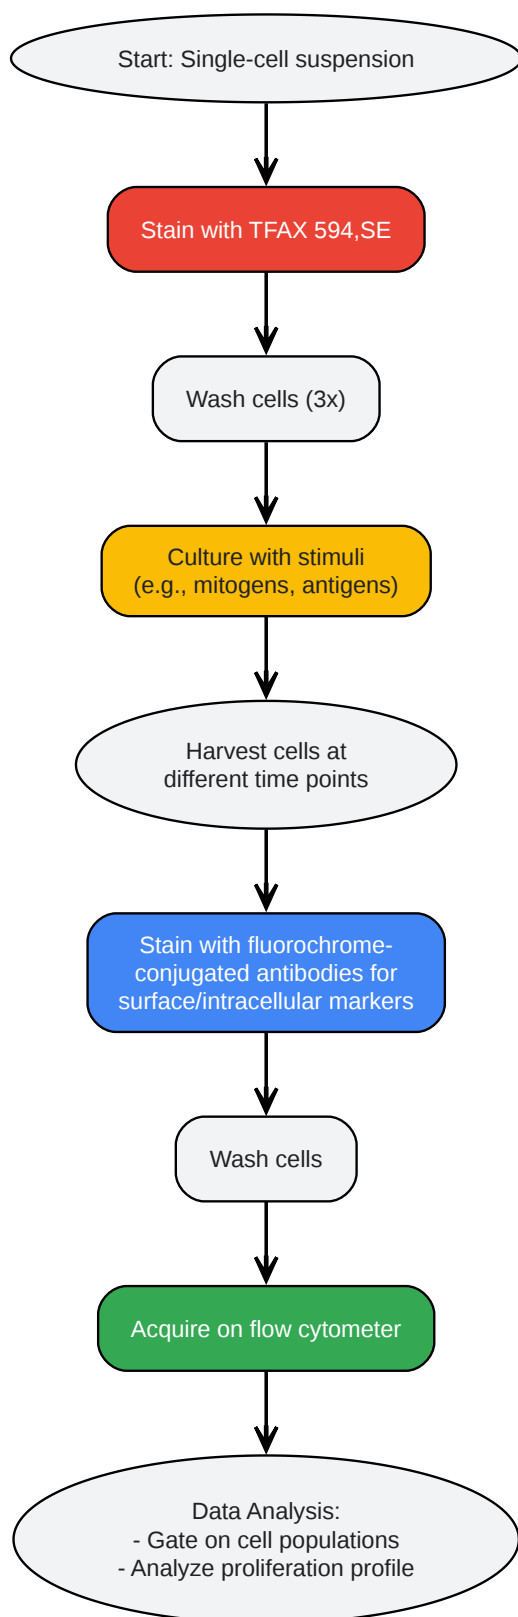 Start: Single-cell suspension
Stain with TFAX 594,SE
Wash cells (3x)
Culture with stimuli
(e.g., mitogens, antigens)
Harvest cells at
different time points
Stain with fluorochrome-
conjugated antibodies for
surface/intracellular markers
Wash cells
Acquire on flow cytometer
Data Analysis:
- Gate on cell populations
- Analyze proliferation profile